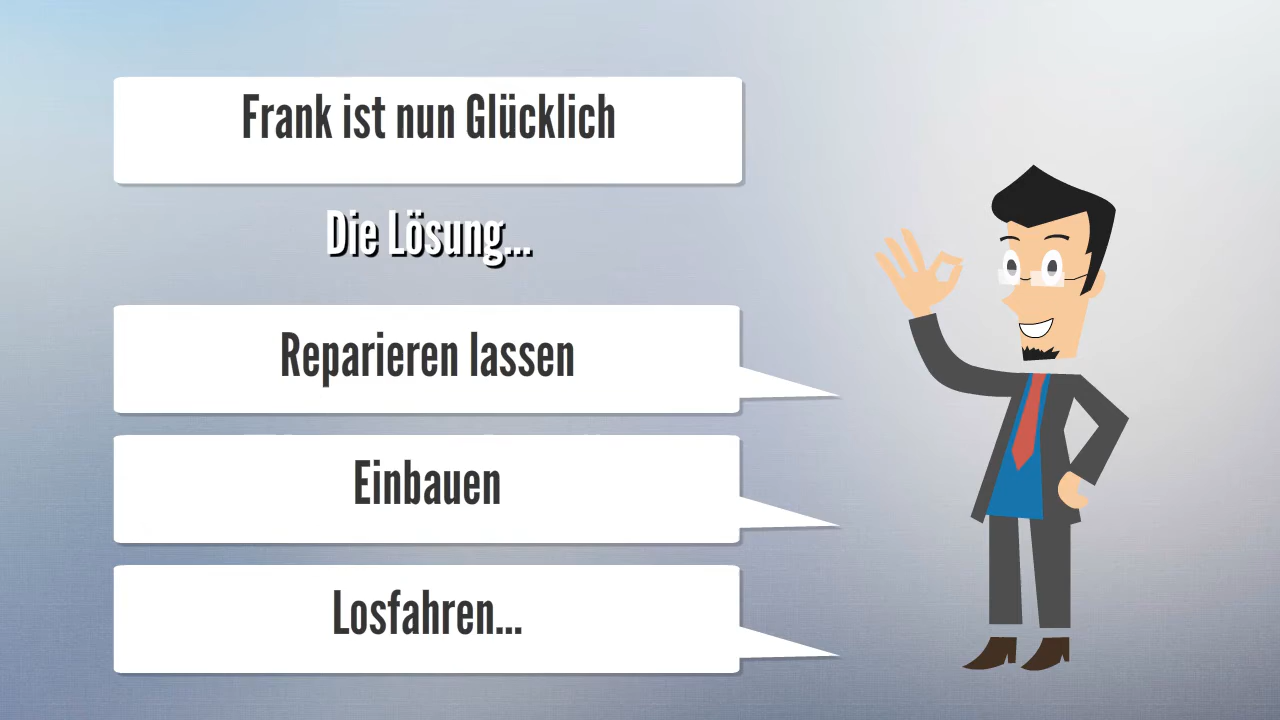 Frank ist nun Glücklich
Die Lösung...
Reparieren lassen
Einbauen
Losfahren...